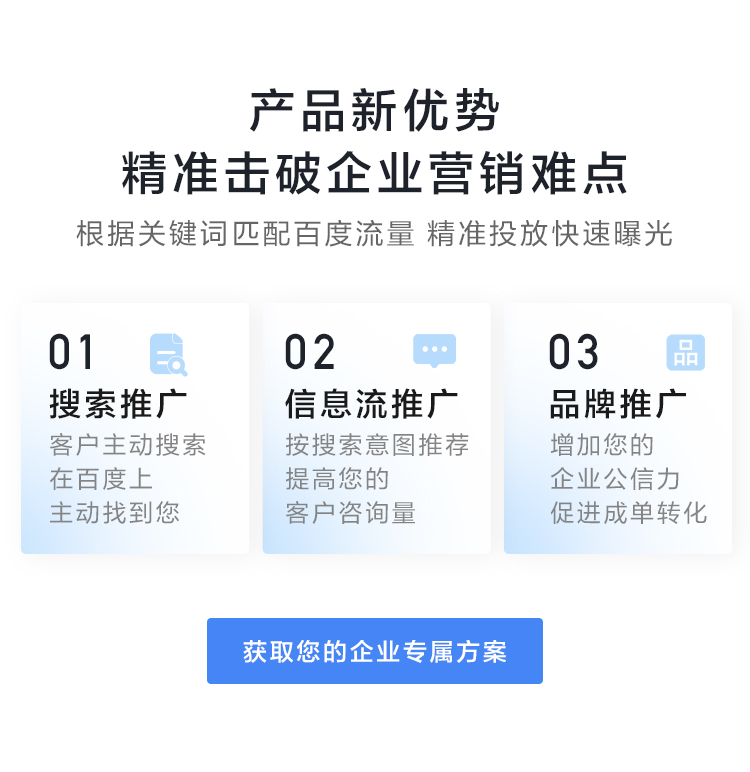 产品新优势
精准击破企业营销难点
根据关键词匹配百度流量 精准投放快速曝光
01
搜索推广
客户主动搜索
在百度上
主动找到您
02
信息流推广
按搜索意图推荐
提高您的
客户咨询量
03
品
品牌推广
增加您的
企业公信力
促进成单转化
获取您的企业专属方案